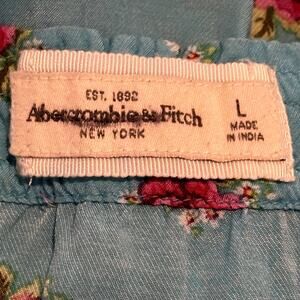 EST. 1892
Abercrombie & Fitch
NEW YORK
L
MADE
IN INDIA